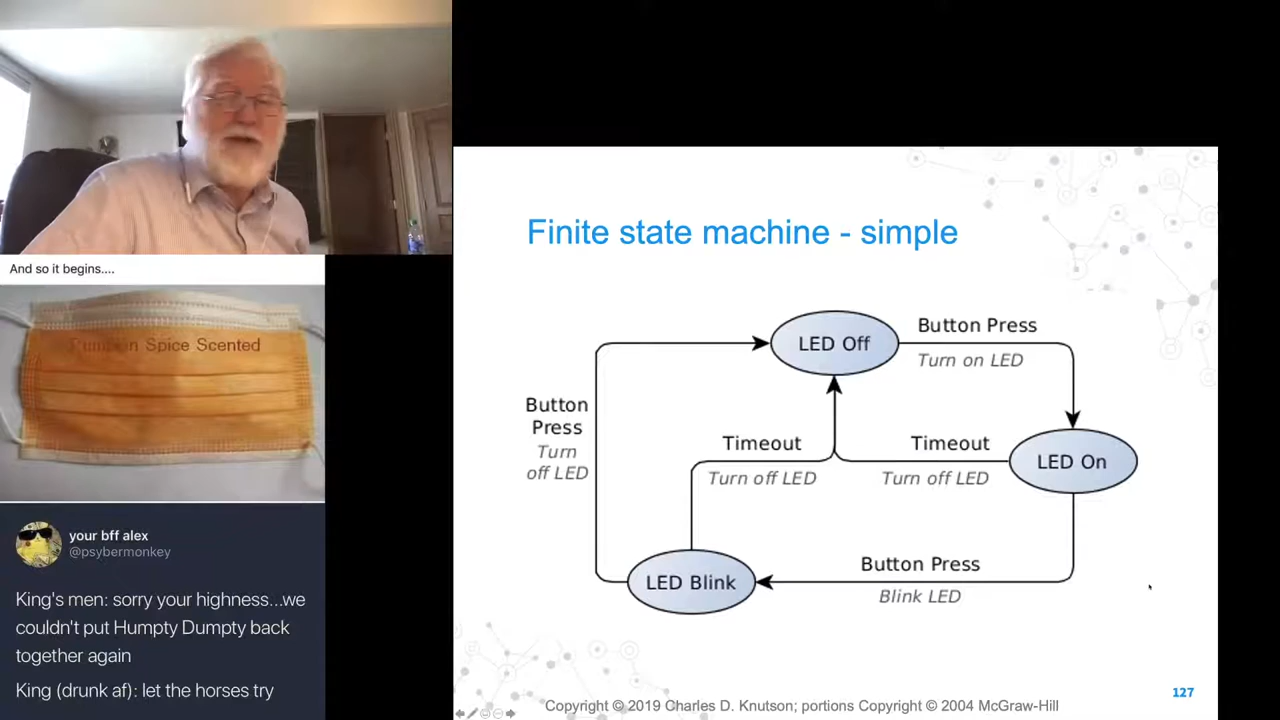 And so it begins....
Pumpkin Spice Scented
your bff alex
@psybermonkey
King's men: sorry your highness...we
couldn't put Humpty Dumpty back
together again
King (drunk af): let the horses try
Finite state machine - simple
LED Off
Button Press
Turn on LED
Button
Press
Turn
off LED
Timeout
Turn off LED
Timeout
Turn off LED
LED On
LED Blink
Button Press
Blink LED
127
Copyright © 2019 Charles D. Knutson; portions Copyright © 2004 McGraw-Hill